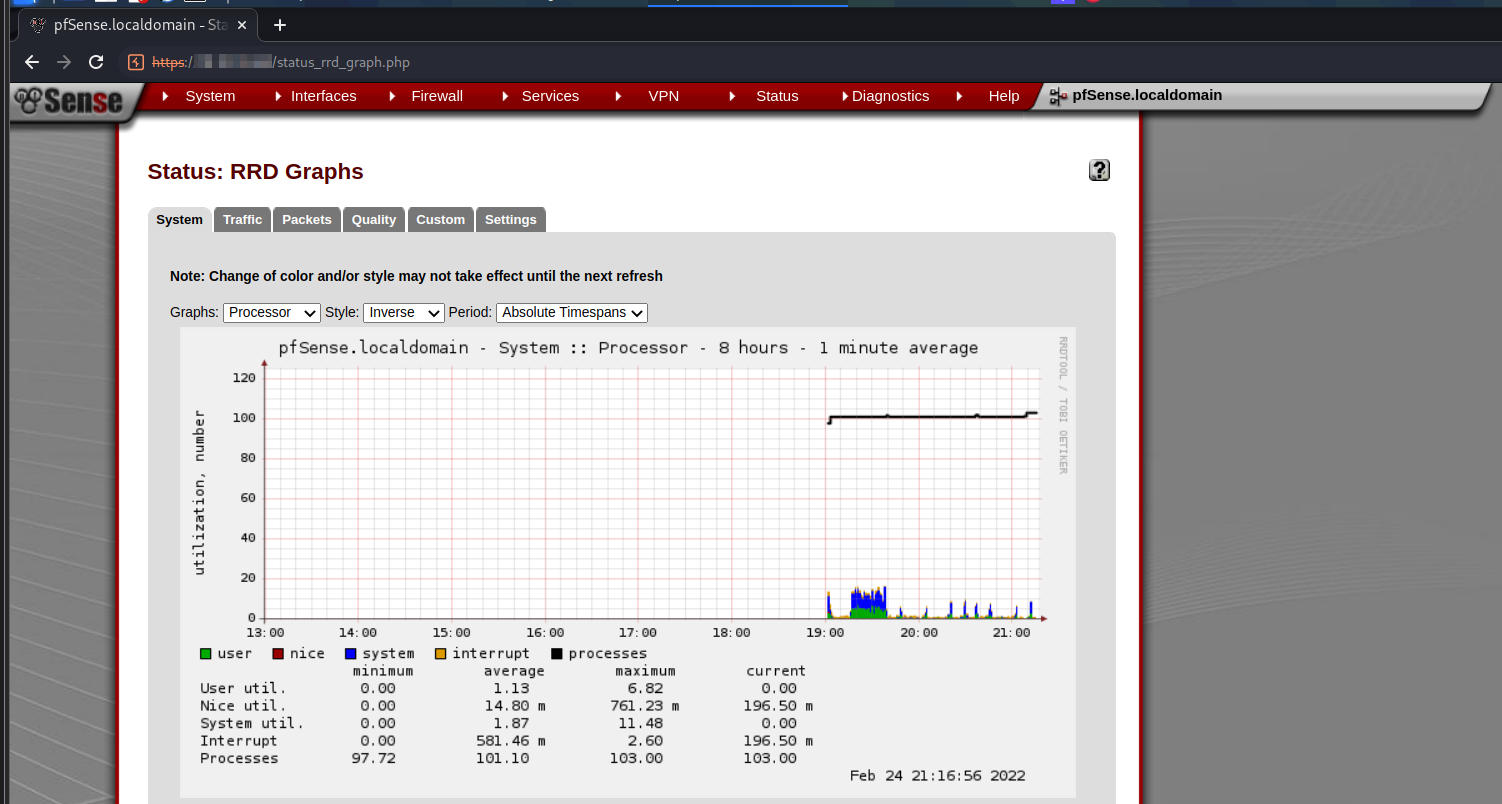 pfSense.localdomain - Sta
https:/ /status_rrd_graph.php
Sense System Interfaces Firewall Services VPN Status Diagnostics Help pfSense.localdomain
Status: RRD Graphs
?
System Traffic Packets Quality Custom Settings
Note: Change of color and/or style may not take effect until the next refresh
Graphs: Processor Style: Inverse Period: Absolute Timespans
pfSense.localdomain - System :: Processor - 8 hours - 1 minute average
RRDTOOL / TOBI OETIKER
utilization, number
120
100
80
60
40
20
0
13:00 14:00 15:00 16:00 17:00 18:00 19:00 20:00 21:00
user nice system interrupt processes
minimum average maximum current
User util. 0.00 1.13 6.82 0.00
Nice util. 0.00 14.80 m 761.23 m 196.50 m
System util. 0.00 1.87 11.48 0.00
Interrupt 0.00 581.46 m 2.60 196.50 m
Processes 97.72 101.10 103.00 103.00
Feb 24 21:16:56 2022